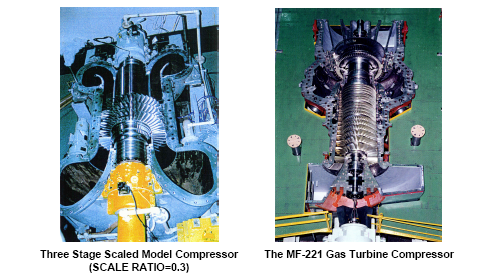 Three Stage Scaled Model Compressor
(SCALE RATIO=0.3)
The MF-221 Gas Turbine Compressor